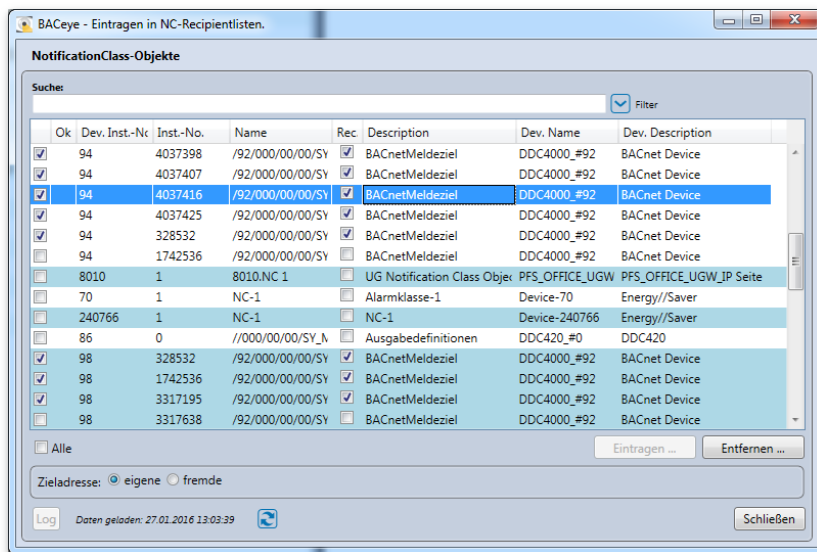 BACeye - Eintragen in NC-Recipientlisten.
NotificationClass-Objekte
Suche:
Filter
Ok Dev. Inst.-Nc Inst.-No. Name Rec. Description Dev. Name Dev. Description
94 4037398 /92/000/00/00/SY BACnetMeldeziel DDC4000_#92 BACnet Device
94 4037407 /92/000/00/00/SY BACnetMeldeziel DDC4000_#92 BACnet Device
94 4037416 /92/000/00/00/SY BACnetMeldeziel DDC4000_#92 BACnet Device
94 4037425 /92/000/00/00/SY BACnetMeldeziel DDC4000_#92 BACnet Device
94 328532 /92/000/00/00/SY BACnetMeldeziel DDC4000_#92 BACnet Device
94 1742536 /92/000/00/00/SY BACnetMeldeziel DDC4000_#92 BACnet Device
8010 1 8010.NC 1 UG Notification Class Objec PFS_OFFICE_UGW PFS_OFFICE_UGW_IP Seite
70 1 NC-1 Alarmklasse-1 Device-70 Energy//Saver
240766 1 NC-1 NC-1 Device-240766 Energy//Saver
86 0 //000/00/00/SY_M Ausgabedefinitionen DDC420_#0 DDC420
98 328532 /92/000/00/00/SY BACnetMeldeziel DDC4000_#92 BACnet Device
98 1742536 /92/000/00/00/SY BACnetMeldeziel DDC4000_#92 BACnet Device
98 3317195 /92/000/00/00/SY BACnetMeldeziel DDC4000_#92 BACnet Device
98 3317638 /92/000/00/00/SY BACnetMeldeziel DDC4000_#92 BACnet Device
Alle
Eintragen ... Entfernen ...
Zieladresse: eigene fremde
Log Daten geladen: 27.01.2016 13:03:39 Schließen